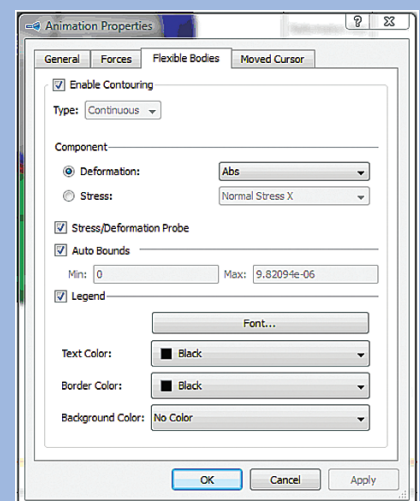 Animation Properties
General Forces Flexible Bodies Moved Cursor
Enable Contouring
Type: Continuous
Component
Deformation: Abs
Stress: Normal Stress X
Stress/Deformation Probe
Auto Bounds
Min: 0 Max: 9.82094e-06
Legend
Font...
Text Color: Black
Border Color: Black
Background Color: No Color
OK Cancel Apply